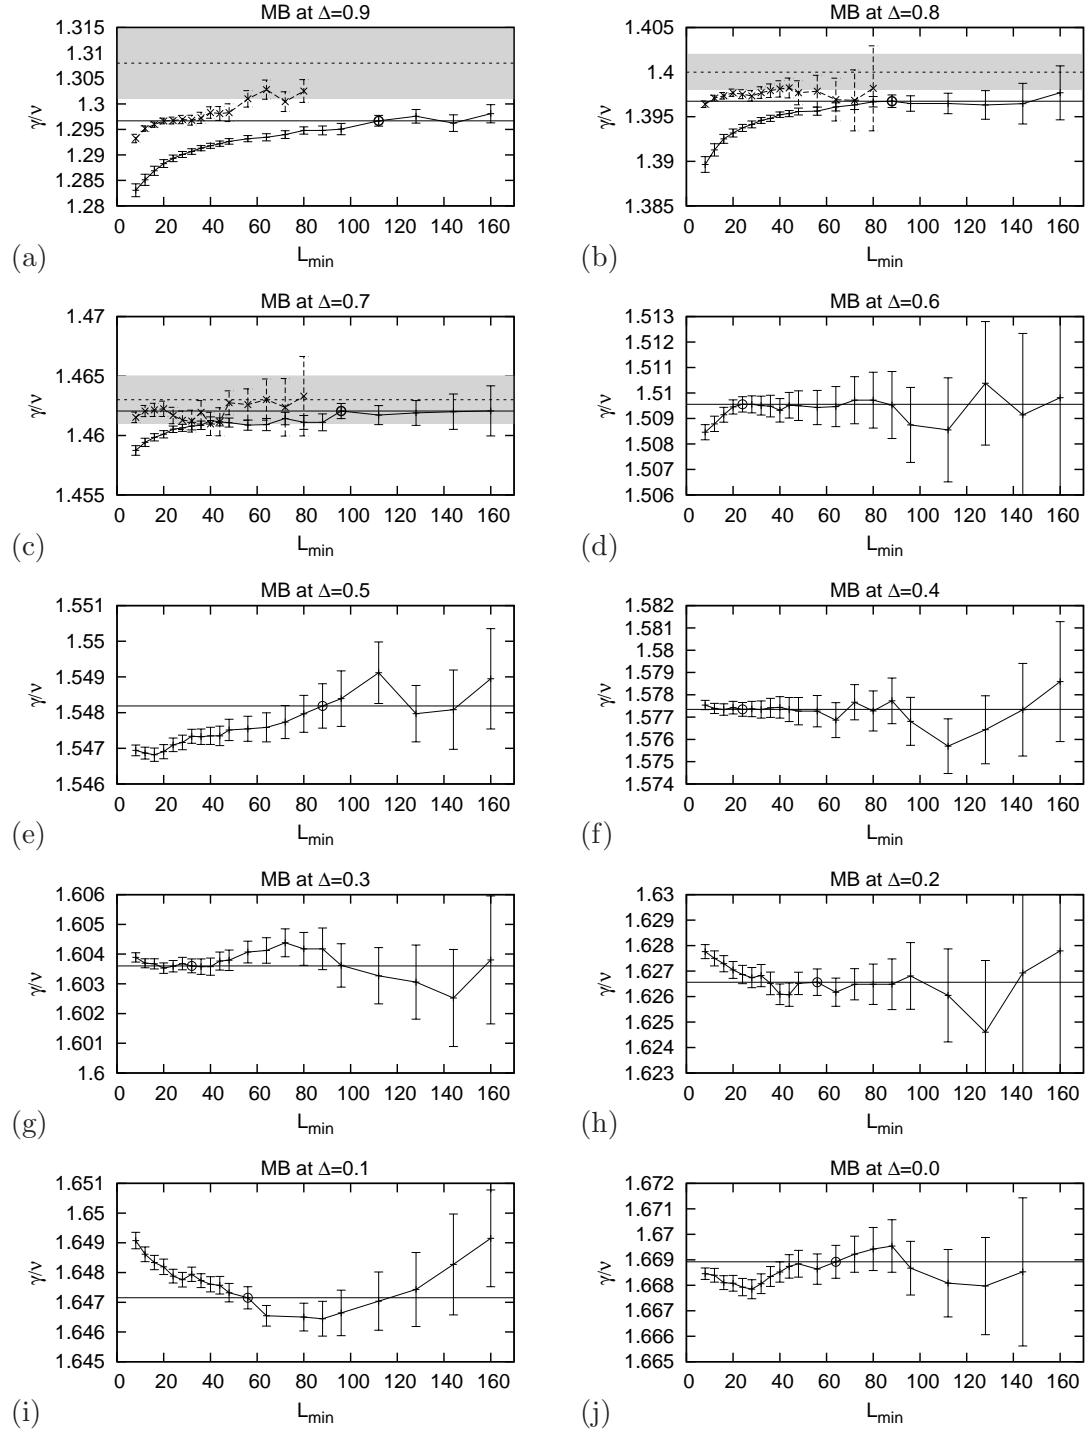 MB at Δ=0.9
1.315
1.31
1.305
1.3
1.295
1.29
1.285
1.28
γ/ν
0 20 40 60 80 100 120 140 160
L_min
(a)
MB at Δ=0.8
1.405
1.4
1.395
1.39
1.385
γ/ν
0 20 40 60 80 100 120 140 160
L_min
(b)
MB at Δ=0.7
1.47
1.465
1.46
1.455
γ/ν
0 20 40 60 80 100 120 140 160
L_min
(c)
MB at Δ=0.6
1.513
1.512
1.511
1.51
1.509
1.508
1.507
1.506
γ/ν
0 20 40 60 80 100 120 140 160
L_min
(d)
MB at Δ=0.5
1.551
1.55
1.549
1.548
1.547
1.546
γ/ν
0 20 40 60 80 100 120 140 160
L_min
(e)
MB at Δ=0.4
1.582
1.581
1.58
1.579
1.578
1.577
1.576
1.575
1.574
γ/ν
0 20 40 60 80 100 120 140 160
L_min
(f)
MB at Δ=0.3
1.606
1.605
1.604
1.603
1.602
1.601
1.6
γ/ν
0 20 40 60 80 100 120 140 160
L_min
(g)
MB at Δ=0.2
1.63
1.629
1.628
1.627
1.626
1.625
1.624
1.623
γ/ν
0 20 40 60 80 100 120 140 160
L_min
(h)
MB at Δ=0.1
1.651
1.65
1.649
1.648
1.647
1.646
1.645
γ/ν
0 20 40 60 80 100 120 140 160
L_min
(i)
MB at Δ=0.0
1.672
1.671
1.67
1.669
1.668
1.667
1.666
1.665
γ/ν
0 20 40 60 80 100 120 140 160
L_min
(j)